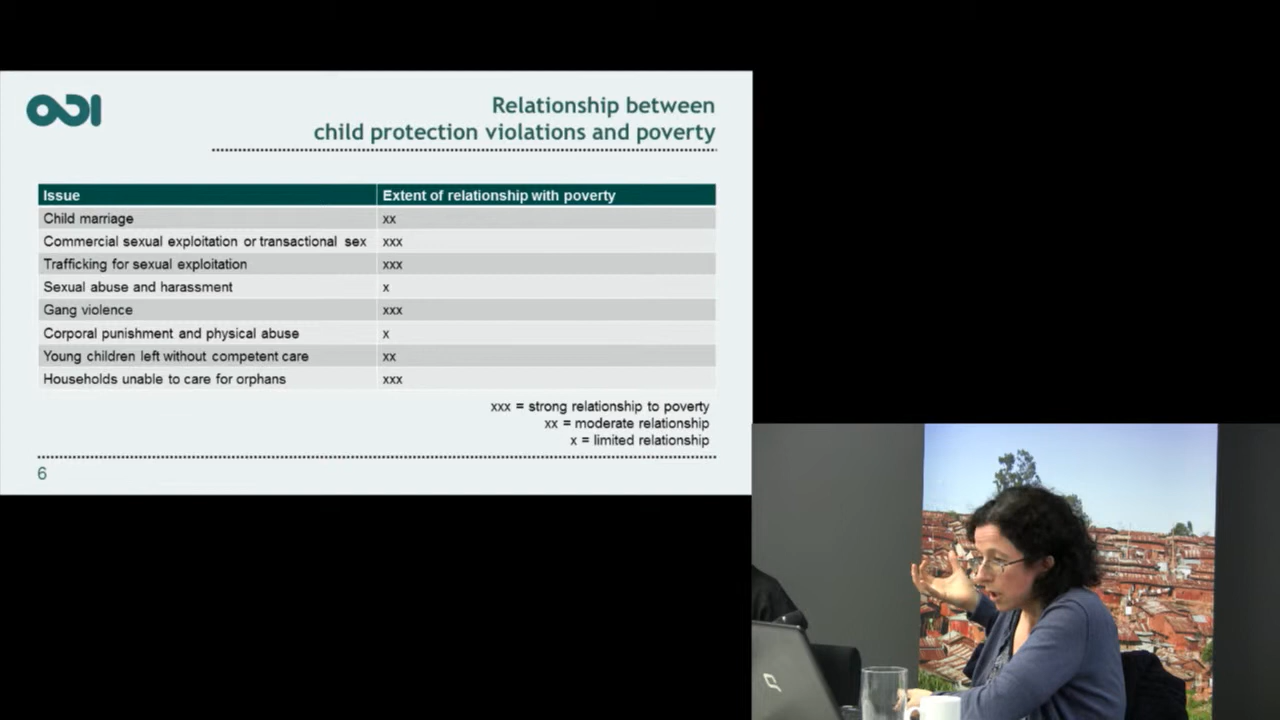 ODI
Relationship between
child protection violations and poverty
Issue Extent of relationship with poverty
Child marriage xx
Commercial sexual exploitation or transactional sex xxx
Trafficking for sexual exploitation xxx
Sexual abuse and harassment x
Gang violence xxx
Corporal punishment and physical abuse x
Young children left without competent care xx
Households unable to care for orphans xxx
xxx = strong relationship to poverty
xx = moderate relationship
x = limited relationship
6